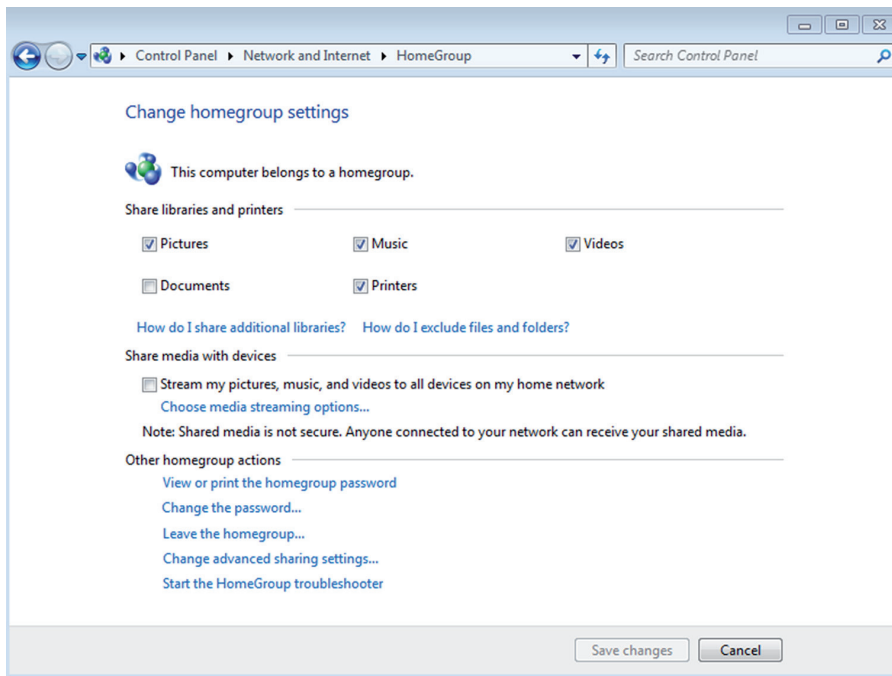 Control Panel Network and Internet HomeGroup Search Control Panel
Change homegroup settings
This computer belongs to a homegroup.
Share libraries and printers
Pictures Music Videos
Documents Printers
How do I share additional libraries? How do I exclude files and folders?
Share media with devices
Stream my pictures, music, and videos to all devices on my home network
Choose media streaming options...
Note: Shared media is not secure. Anyone connected to your network can receive your shared media.
Other homegroup actions
View or print the homegroup password
Change the password...
Leave the homegroup...
Change advanced sharing settings...
Start the HomeGroup troubleshooter
Save changes Cancel